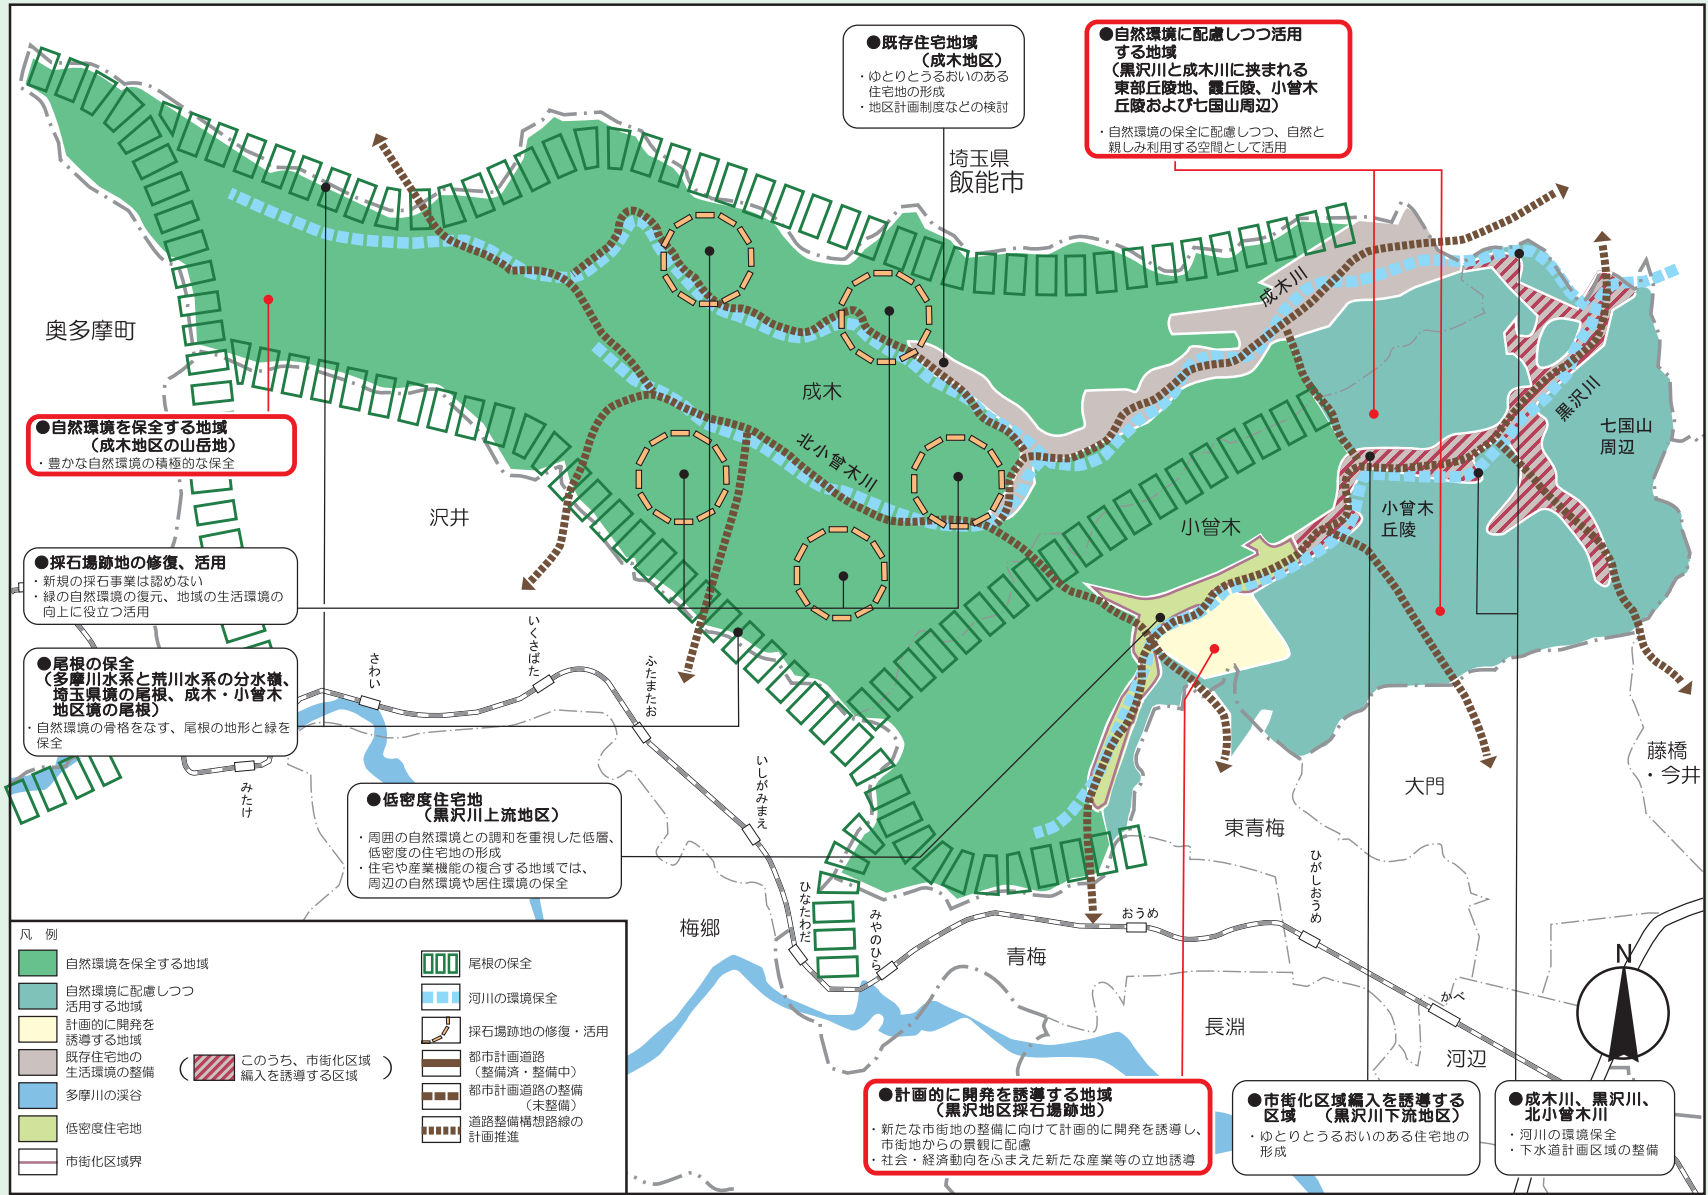 ●既存住宅地域
（成木地区）
・ゆとりとうるおいのある
住宅地の形成
・地区計画制度などの検討
●自然環境に配慮しつつ活用
する地域
（黒沢川と成木川に挟まれる
東部丘陵地、霞丘陵、小曾木
丘陵および七国山周辺）
・自然環境の保全に配慮しつつ、自然と
親しみ利用する空間として活用
埼玉県
飯能市
成木川
奥多摩町
成木
黒沢川
七国山
周辺
●自然環境を保全する地域
（成木地区の山岳地）
・豊かな自然環境の積極的な保全
北小曾木川
沢井
小曾木
小曾木
丘陵
●採石場跡地の修復、活用
・新規の採石事業は認めない
・緑の自然環境の復元、地域の生活環境の
向上に役立つ活用
●尾根の保全
（多摩川水系と荒川水系の分水嶺、
埼玉県境の尾根、成木・小曾木
地区境の尾根）
・自然環境の骨格をなす、尾根の地形と緑を
保全
さわい
いくさばた
ふたまたお
みたけ
いしがみまえ
藤橋
・今井
大門
東青梅
●低密度住宅地
（黒沢川上流地区）
・周囲の自然環境との調和を重視した低層、
低密度の住宅地の形成
・住宅や産業機能の複合する地域では、
周辺の自然環境や居住環境の保全
ひなたわだ
みやのひら
おうめ
ひがしおうめ
梅郷
青梅
長淵
かべ
河辺
N
凡 例
自然環境を保全する地域
自然環境に配慮しつつ
活用する地域
計画的に開発を
誘導する地域
既存住宅地の
生活環境の整備
（このうち、市街化区域
編入を誘導する区域）
多摩川の渓谷
低密度住宅地
市街化区域界
尾根の保全
河川の環境保全
採石場跡地の修復・活用
都市計画道路
（整備済・整備中）
都市計画道路の整備
（未整備）
道路整備構想路線の
計画推進
●計画的に開発を誘導する地域
（黒沢地区採石場跡地）
・新たな市街地の整備に向けて計画的に開発を誘導し、
市街地からの景観に配慮
・社会・経済動向をふまえた新たな産業等の立地誘導
●市街化区域編入を誘導する
区域　（黒沢川下流地区）
・ゆとりとうるおいのある住宅地の
形成
●成木川、黒沢川、
北小曾木川
・河川の環境保全
・下水道計画区域の整備